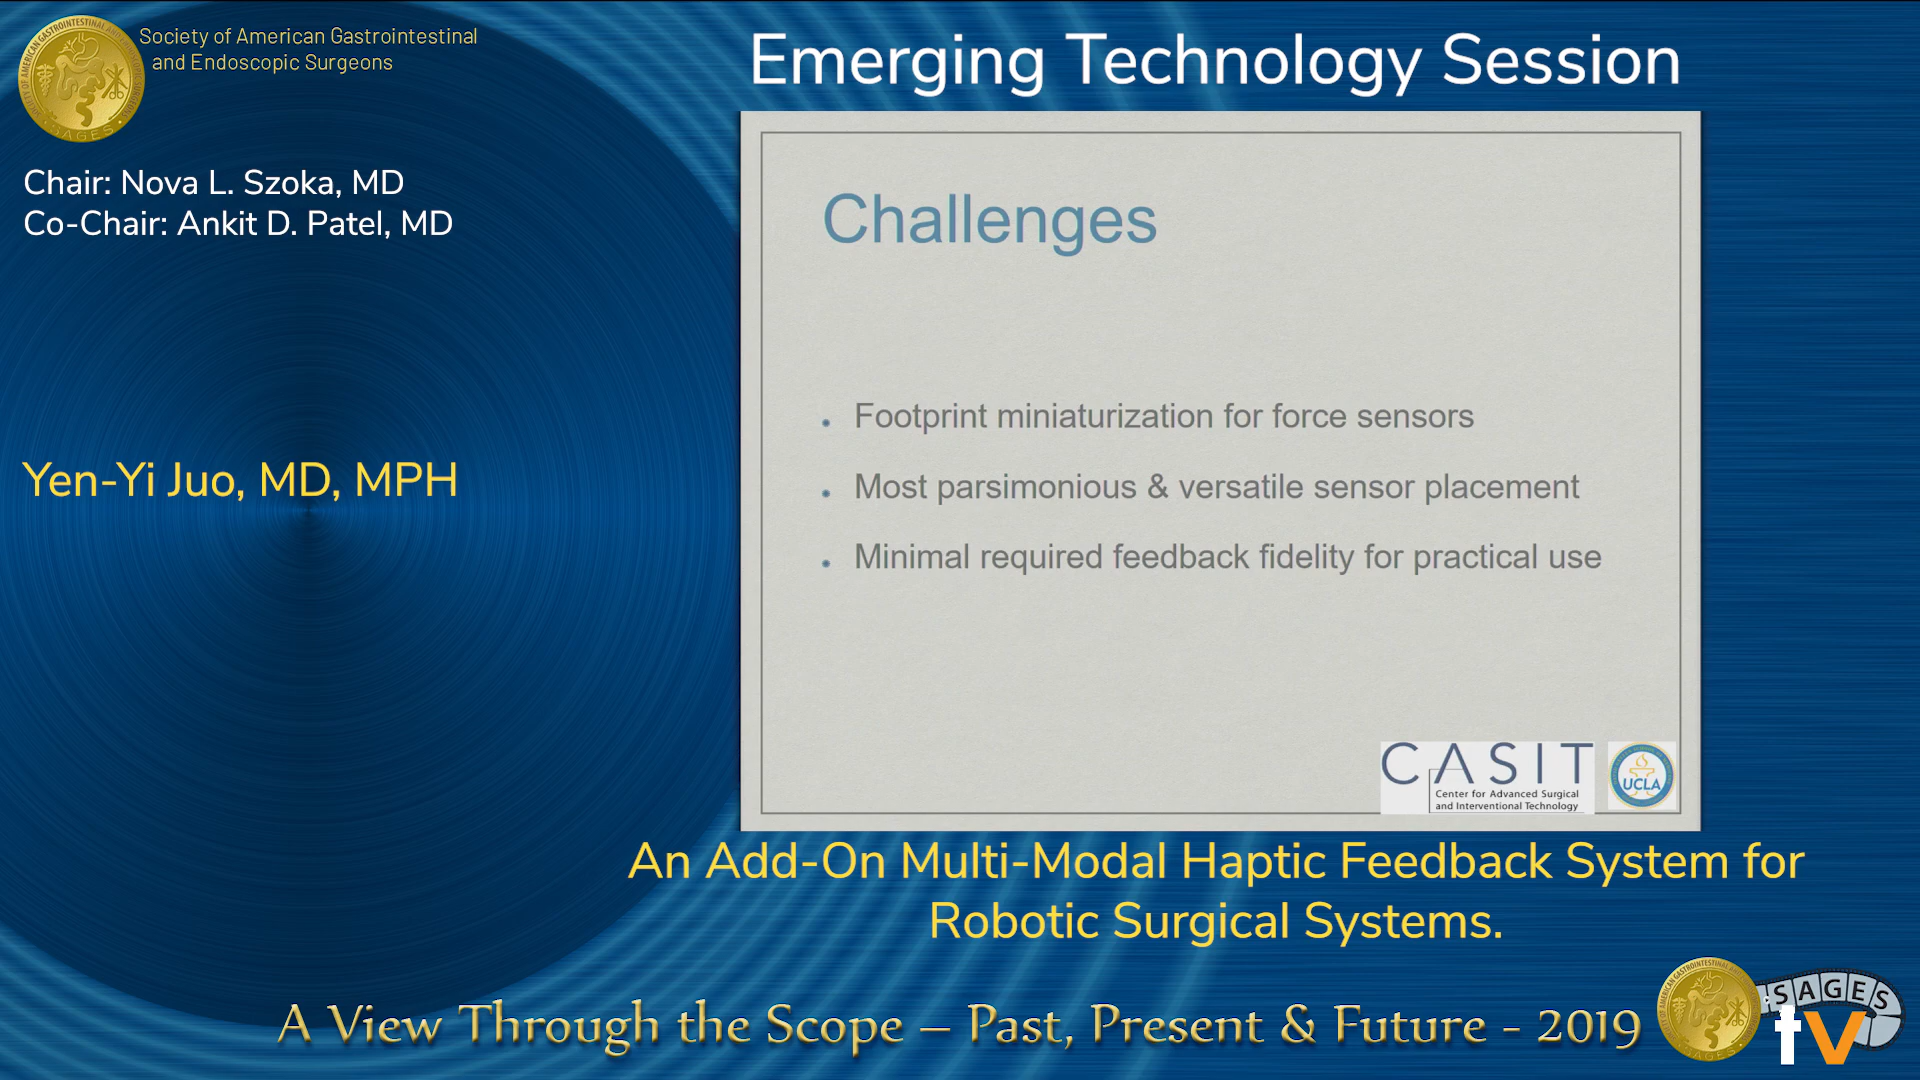 Society of American Gastrointestinal
and Endoscopic Surgeons
Emerging Technology Session
Chair: Nova L. Szoka, MD
Co-Chair: Ankit D. Patel, MD
Yen-Yi Juo, MD, MPH
Challenges
• Footprint miniaturization for force sensors
• Most parsimonious & versatile sensor placement
• Minimal required feedback fidelity for practical use
CASIT
Center for Advanced Surgical
and Interventional Technology
UCLA
An Add-On Multi-Modal Haptic Feedback System for
Robotic Surgical Systems.
A View Through the Scope – Past, Present & Future - 2019
SAGES
tv